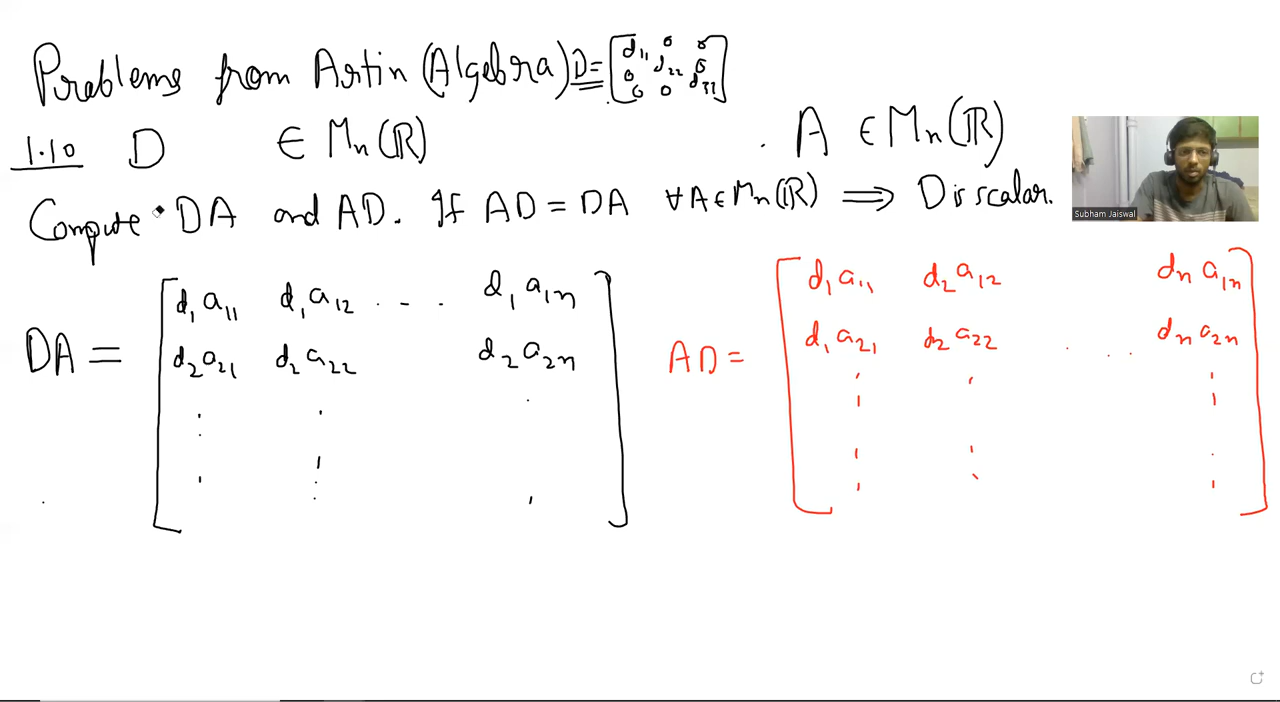 Problems from Artin (Algebra) D = [d11 0 0
0 d22 0
0 0 d33]
1.10 D ∈ Mn(ℝ) . A ∈ Mn(ℝ)
Compute DA and AD. If AD = DA ∀A∈Mn(ℝ) ⟹ D is scalar.
Subham Jaiswal
DA = [d1a11 d1a12 ... d1a1n
d2a21 d2a22 d2a2n
AD = [d1a11 d2a12 dna1n
d1a21 d2a22 ... dna2n